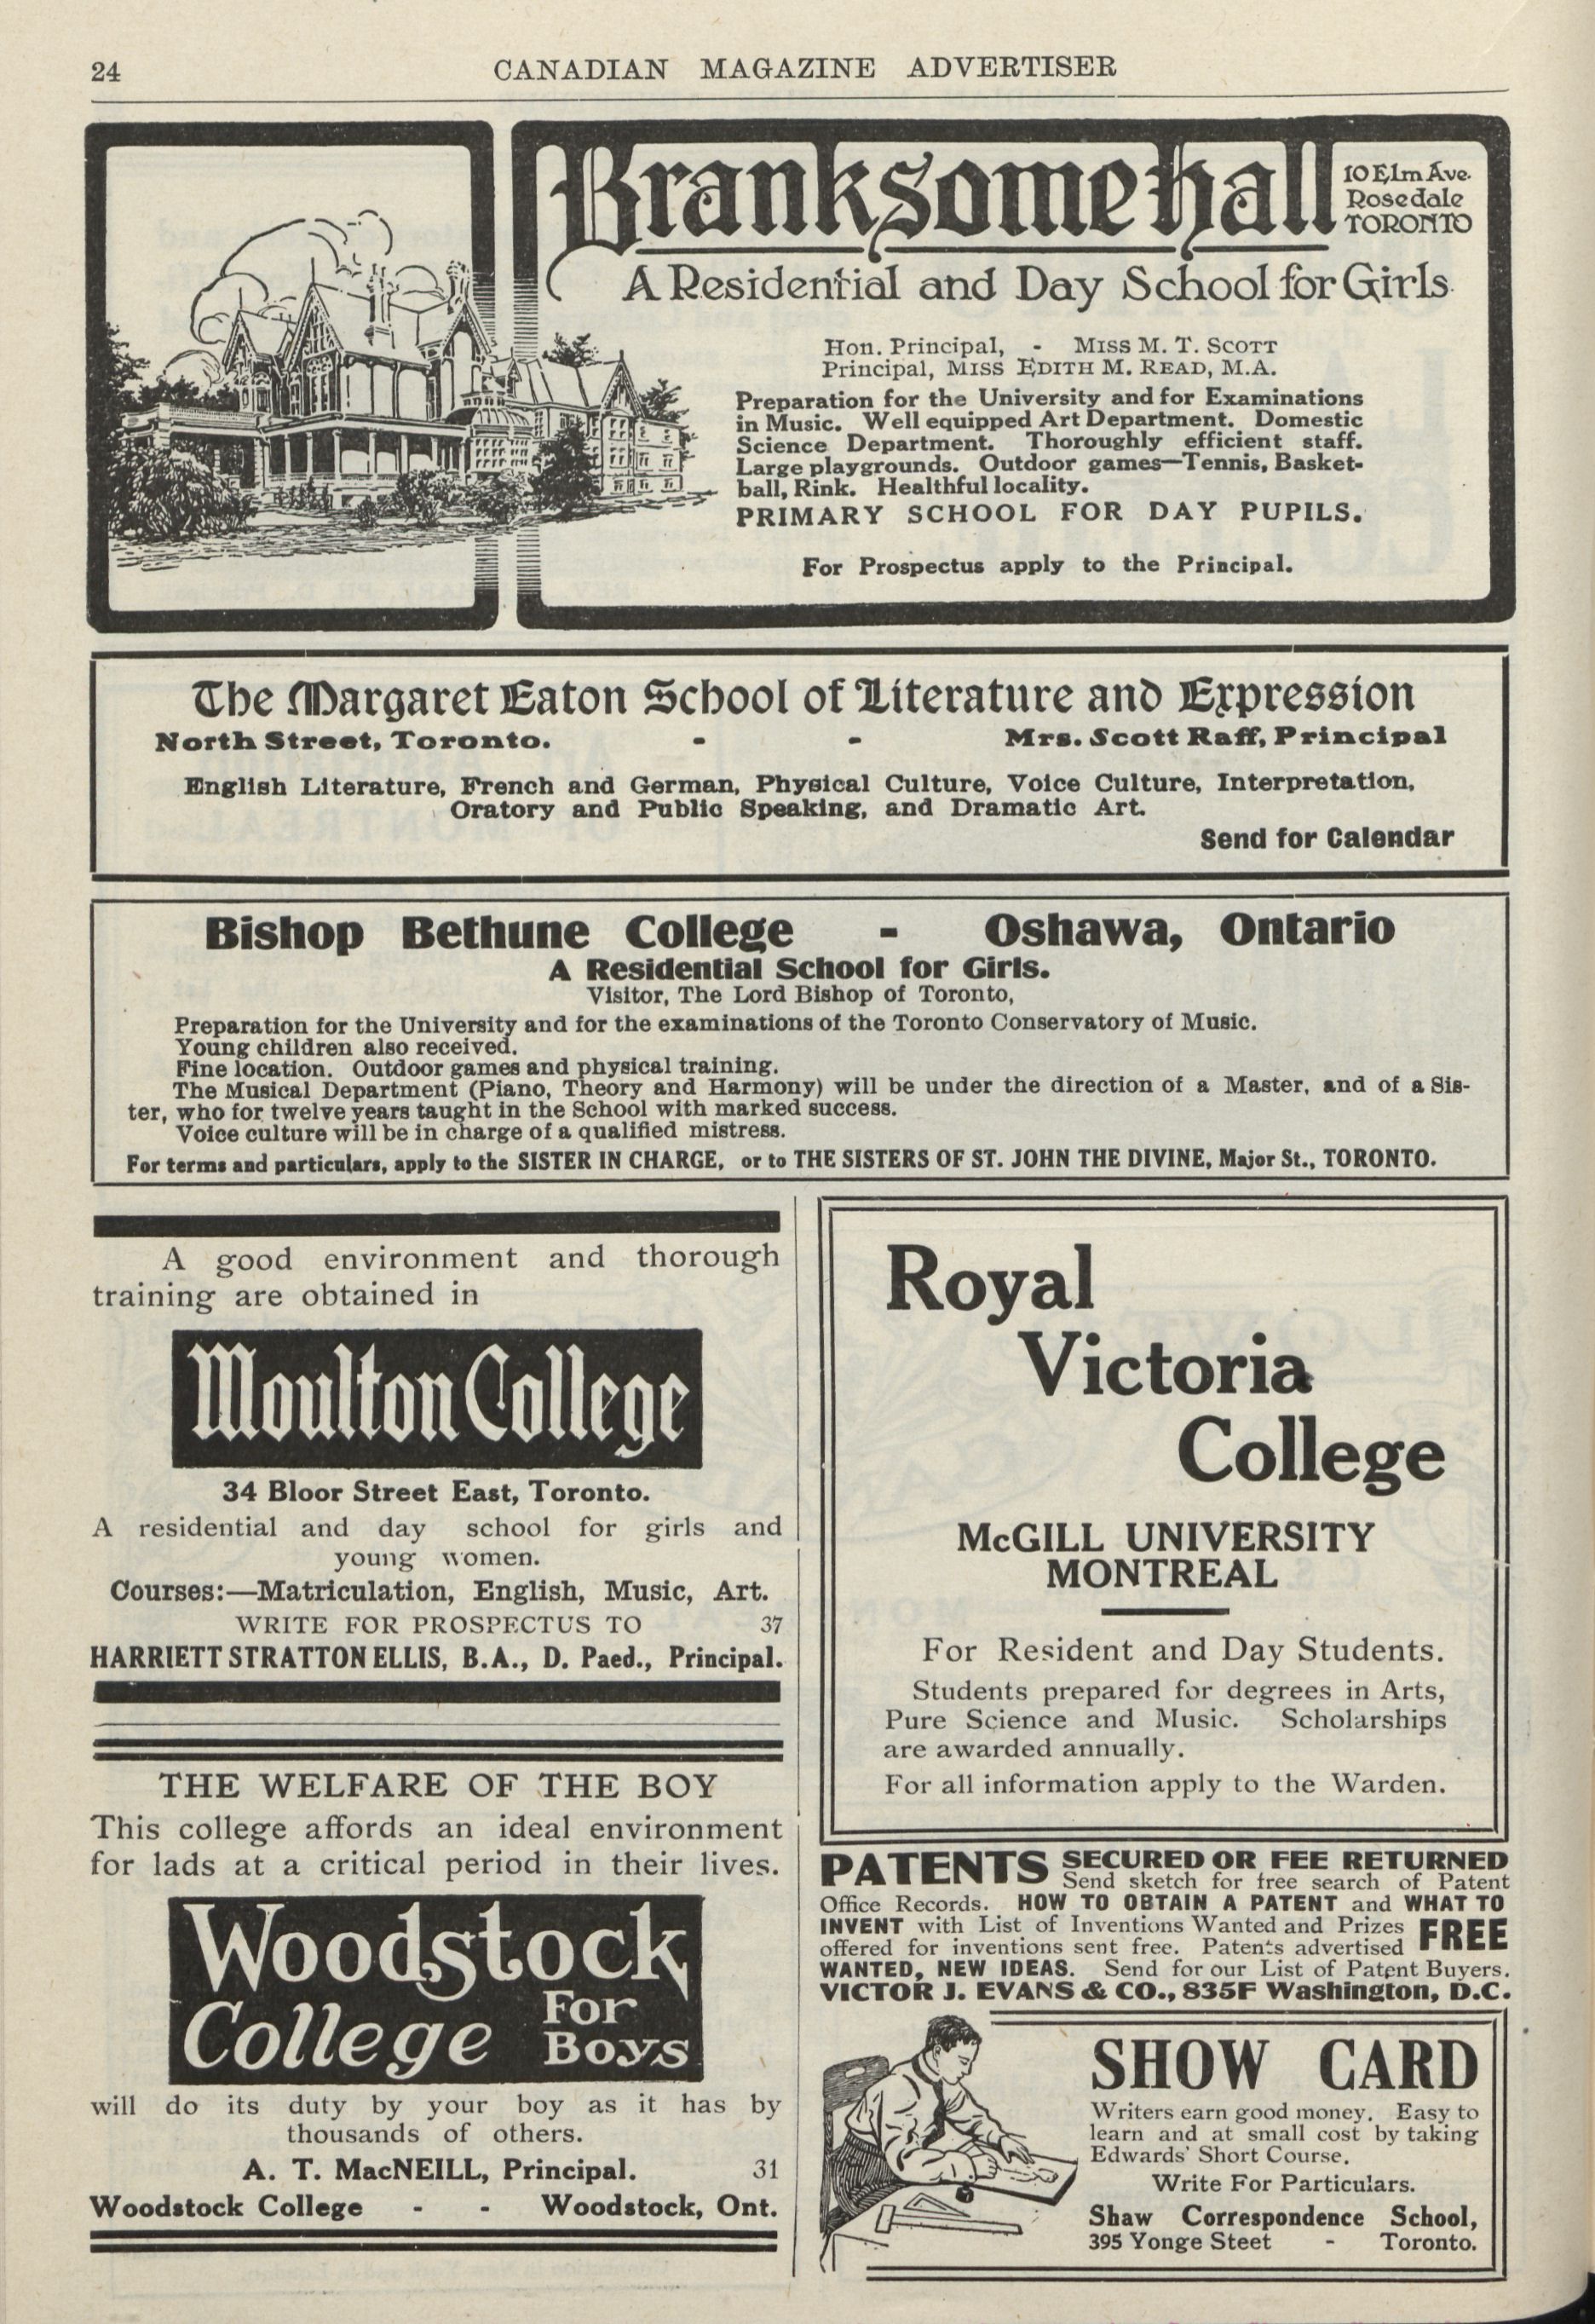 24
CANADIAN MAGAZINE ADVERTISER
Branksome Hall
10 Elm Ave.
Rosedale
TORONTO
A Residential and Day School for Girls
Hon. Principal, - MISS M. T. SCOTT
Principal, MISS EDITH M. READ, M.A.
Preparation for the University and for Examinations
in Music. Well equipped Art Department. Domestic
Science Department. Thoroughly efficient staff.
Large playgrounds. Outdoor games—Tennis, Basket-
ball, Rink. Healthful locality.
PRIMARY SCHOOL FOR DAY PUPILS.
For Prospectus apply to the Principal.
The Margaret Eaton School of Literature and Expression
North Street, Toronto. - - Mrs. Scott Raff, Principal
English Literature, French and German, Physical Culture, Voice Culture, Interpretation,
Oratory and Public Speaking, and Dramatic Art.
Send for Calendar
Bishop Bethune College - Oshawa, Ontario
A Residential School for Girls.
Visitor, The Lord Bishop of Toronto,
Preparation for the University and for the examinations of the Toronto Conservatory of Music.
Young children also received.
Fine location. Outdoor games and physical training.
The Musical Department (Piano, Theory and Harmony) will be under the direction of a Master, and of a Sis-
ter, who for twelve years taught in the School with marked success.
Voice culture will be in charge of a qualified mistress.
For terms and particulars, apply to the SISTER IN CHARGE, or to THE SISTERS OF ST. JOHN THE DIVINE, Major St., TORONTO.
A good environment and thorough
training are obtained in
Moulton College
34 Bloor Street East, Toronto.
A residential and day school for girls and
young women.
Courses:—Matriculation, English, Music, Art.
WRITE FOR PROSPECTUS TO 37
HARRIETT STRATTON ELLIS, B.A., D. Paed., Principal.
THE WELFARE OF THE BOY
This college affords an ideal environment
for lads at a critical period in their lives.
Woodstock
College For
Boys
will do its duty by your boy as it has by
thousands of others.
A. T. MacNEILL, Principal. 31
Woodstock College - - Woodstock, Ont.
Royal
Victoria
College
McGILL UNIVERSITY
MONTREAL
For Resident and Day Students.
Students prepared for degrees in Arts,
Pure Science and Music. Scholarships
are awarded annually.
For all information apply to the Warden.
PATENTS SECURED OR FEE RETURNED
Send sketch for free search of Patent
Office Records. HOW TO OBTAIN A PATENT and WHAT TO
INVENT with List of Inventions Wanted and Prizes
offered for inventions sent free. Patents advertised FREE
WANTED, NEW IDEAS. Send for our List of Patent Buyers.
VICTOR J. EVANS & CO., 835F Washington, D.C.
SHOW CARD
Writers earn good money. Easy to
learn and at small cost by taking
Edwards' Short Course.
Write For Particulars.
Shaw Correspondence School,
395 Yonge Steet - Toronto.